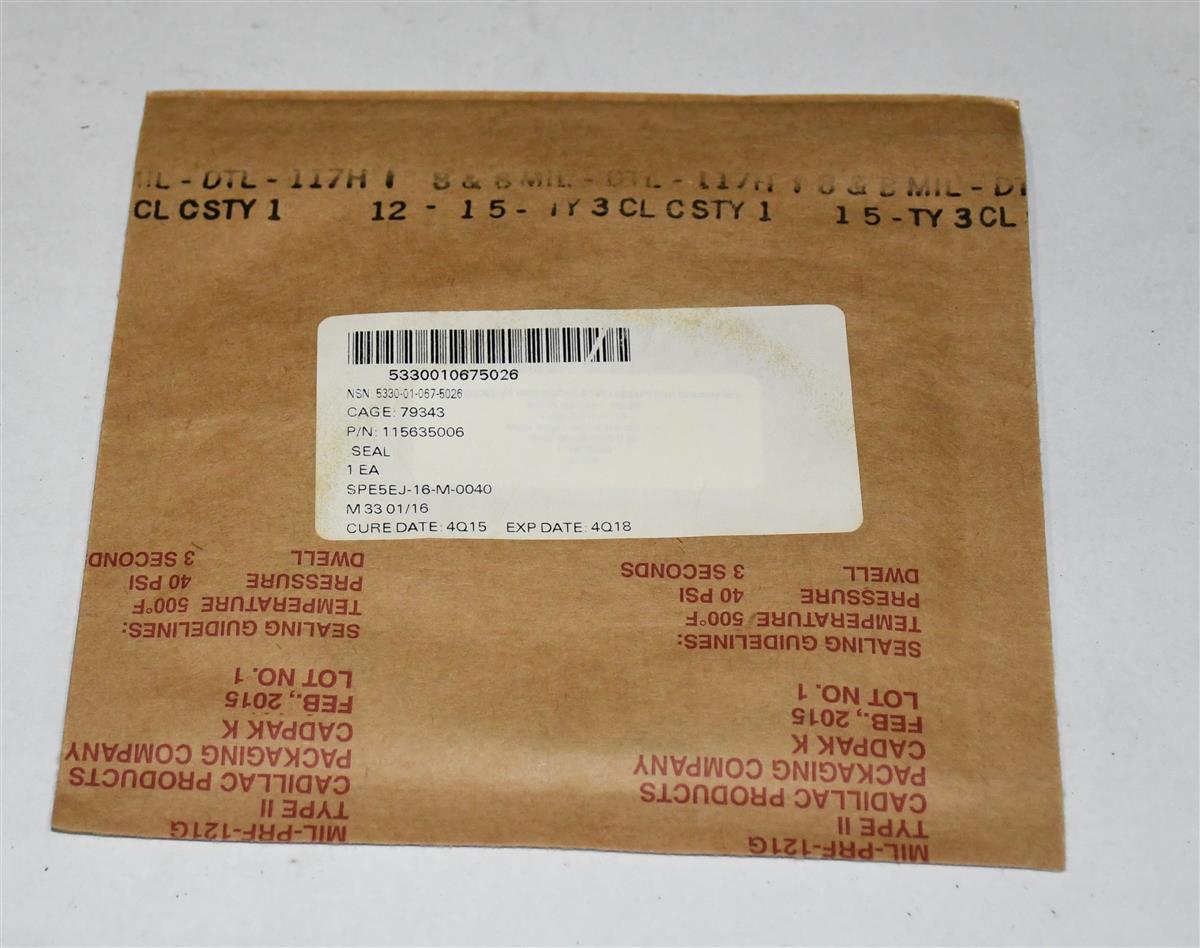 MIL - DTL - 117H T 8 & B MIL - DTL - 117H T 8 & B MIL - DT
CL C STY 1 12 - 15 - TY 3 CL C STY 1 15 - TY 3 CL
5330010675026
NSN: 5330-01-067-5026
CAGE: 79343
P/N: 115635006
SEAL
1 EA
SPE5EJ-16-M-0040
M 33 01/16
CURE DATE: 4Q15 EXP DATE: 4Q18
MIL-PRF-121G
TYPE II
CADILLAC PRODUCTS
PACKAGING COMPANY
CADPAK K
FEB., 2015
LOT NO. 1
SEALING GUIDELINES:
TEMPERATURE 500°F
PRESSURE 40 PSI
DWELL 3 SECONDS
MIL-PRF-121G
TYPE II
CADILLAC PRODUCTS
PACKAGING COMPANY
CADPAK K
FEB., 2015
LOT NO. 1
SEALING GUIDELINES:
TEMPERATURE 500°F
PRESSURE 40 PSI
DWELL 3 SECOND